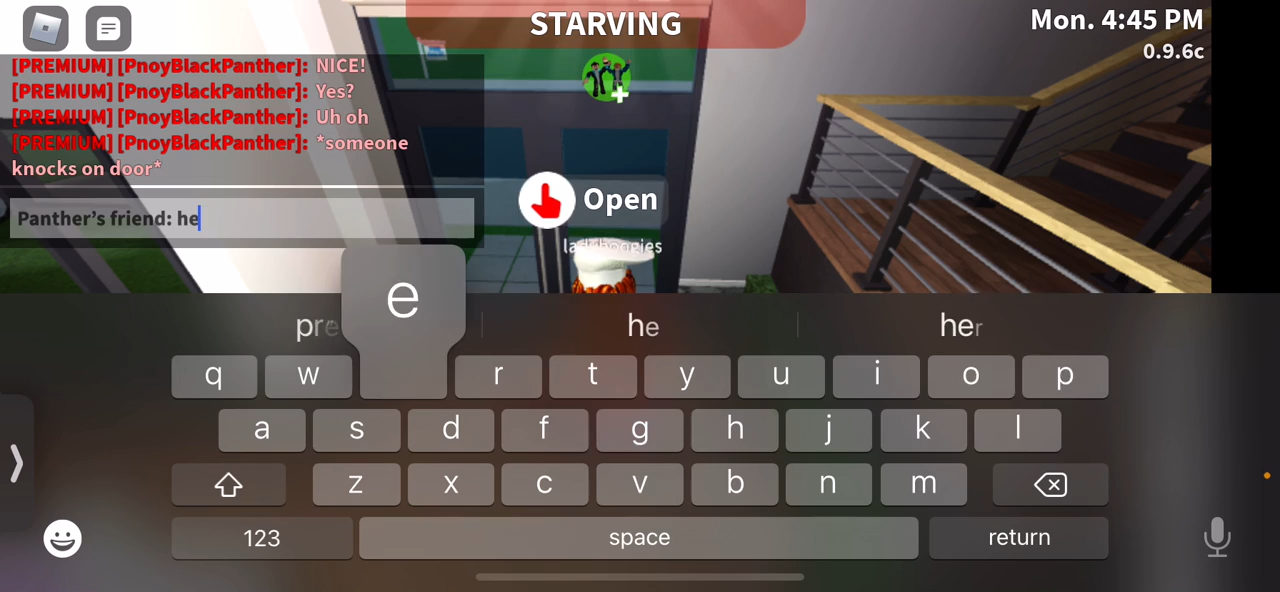 STARVING
Mon. 4:45 PM
0.9.6c
[PREMIUM] [PnoyBlackPanther]: NICE!
[PREMIUM] [PnoyBlackPanther]: Yes?
[PREMIUM] [PnoyBlackPanther]: Uh oh
[PREMIUM] [PnoyBlackPanther]: *someone
knocks on door*
Panther’s friend: he
Open
e
pre he her
q w r t y u i o p
a s d f g h j k l
z x c v b n m
123 space return